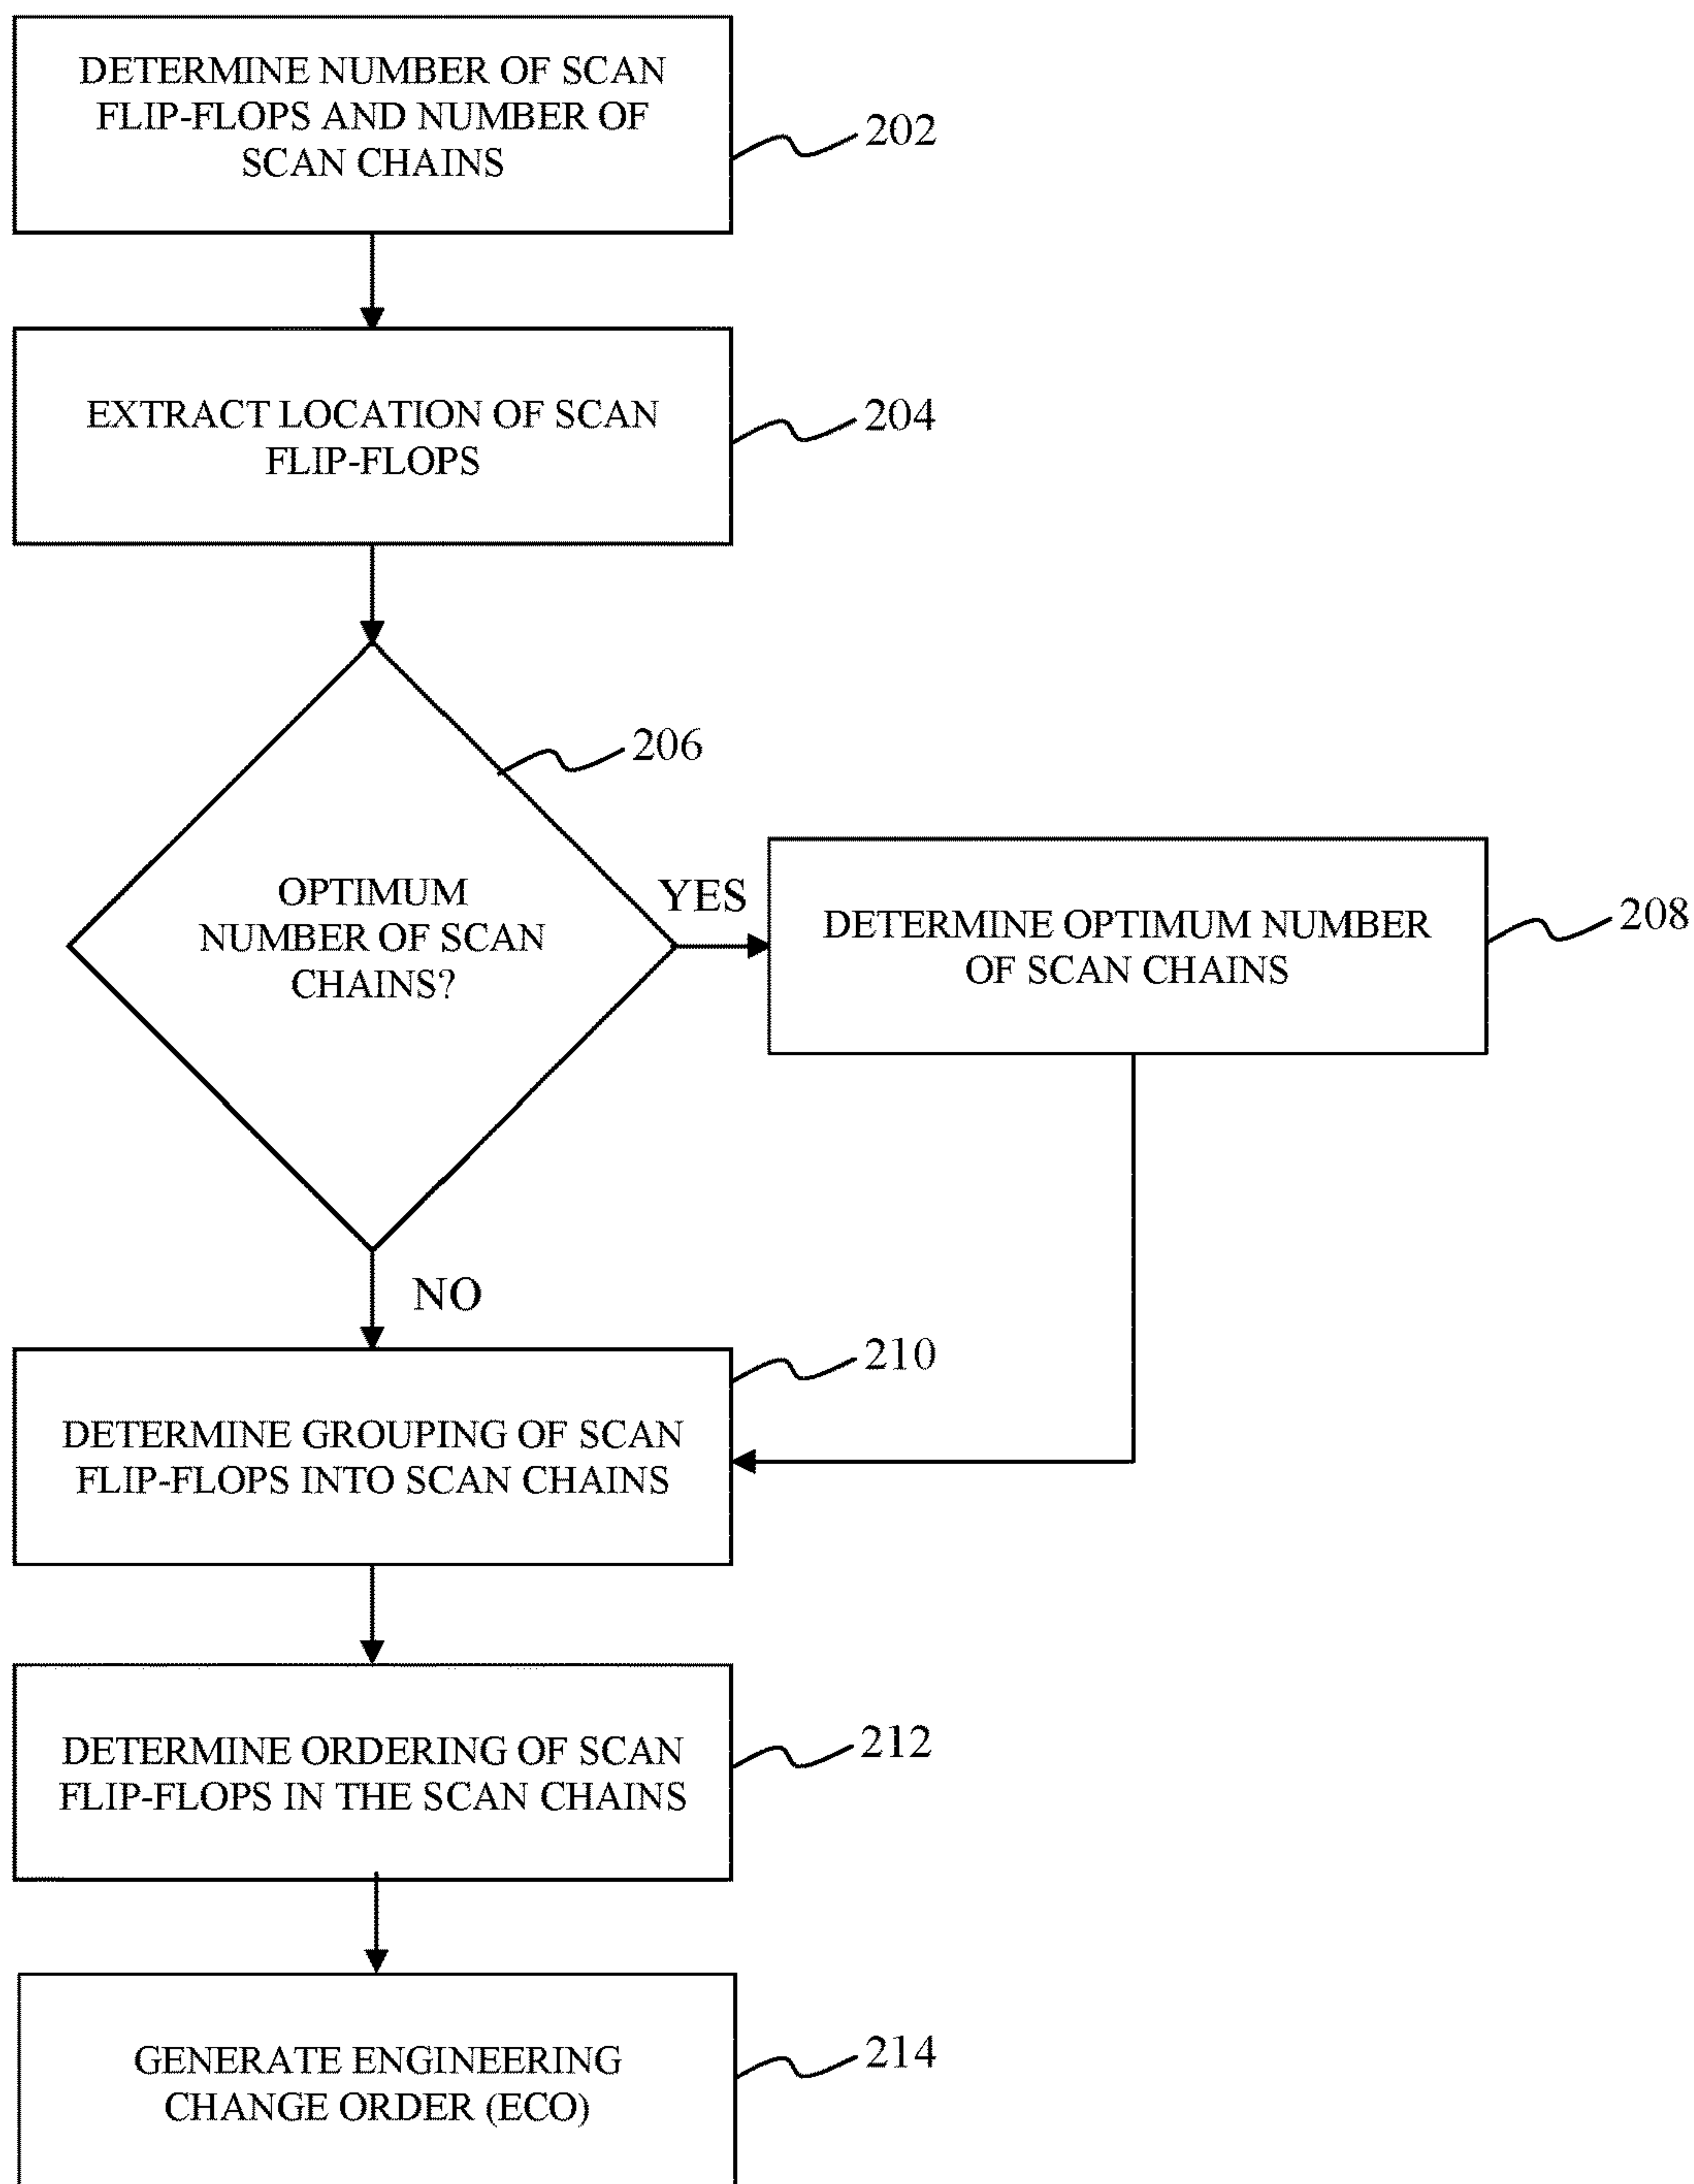 DETERMINE NUMBER OF SCAN
FLIP-FLOPS AND NUMBER OF
SCAN CHAINS
202
EXTRACT LOCATION OF SCAN
FLIP-FLOPS
204
206
OPTIMUM
NUMBER OF SCAN
CHAINS?
YES
DETERMINE OPTIMUM NUMBER
OF SCAN CHAINS
208
NO
210
DETERMINE GROUPING OF SCAN
FLIP-FLOPS INTO SCAN CHAINS
DETERMINE ORDERING OF SCAN
FLIP-FLOPS IN THE SCAN CHAINS
212
GENERATE ENGINEERING
CHANGE ORDER (ECO)
214